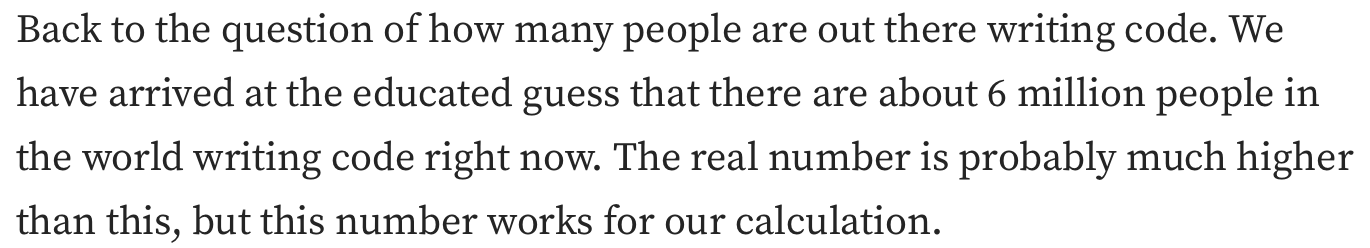 Back to the question of how many people are out there writing code. We
have arrived at the educated guess that there are about 6 million people in
the world writing code right now. The real number is probably much higher
than this, but this number works for our calculation.